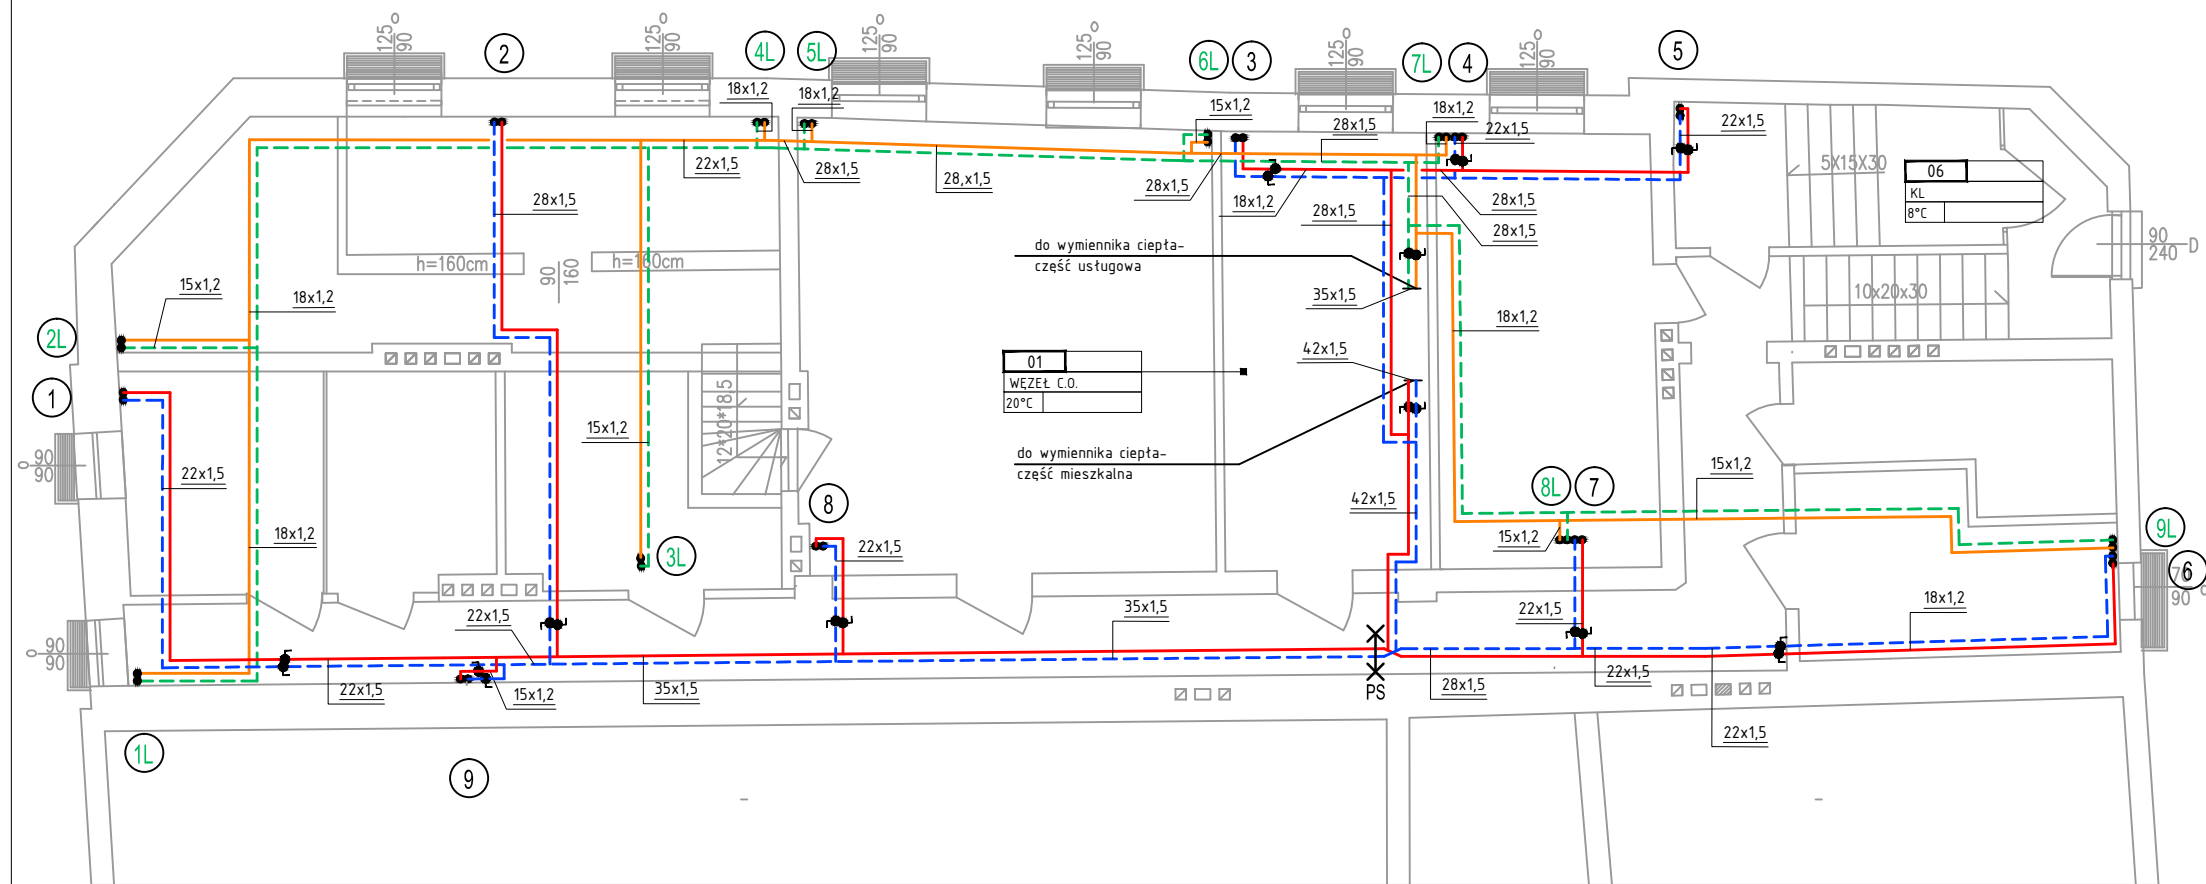 125
90
125
90
125
90
125
90
125
90
125
90
2
4L
5L
6L
3
7L
4
5
18x1,2
18x1,2
15x1,2
28x1,5
18x1,2
22x1,5
22x1,5
22x1,5
28x1,5
28,x1,5
28x1,5
18x1,2
28x1,5
28x1,5
28x1,5
28x1,5
5X15X30
06
KL
8°C
do wymiennika ciepła-
część usługowa
h=160cm
h=160cm
90
160
90
240
D
15x1,2
18x1,2
35x1,5
18x1,2
10x20x30
2L
1
42x1,5
01
WĘZEŁ C.O.
20°C
12*20*18,5
15x1,2
do wymiennika ciepła-
część mieszkalna
90
90
22x1,5
42x1,5
8
8L
7
15x1,2
18x1,2
22x1,5
15x1,2
9L
3L
6
70
90
22x1,5
35x1,5
22x1,5
18x1,2
90
90
22x1,5
15x1,2
35x1,5
PS
28x1,5
22x1,5
22x1,5
1L
9